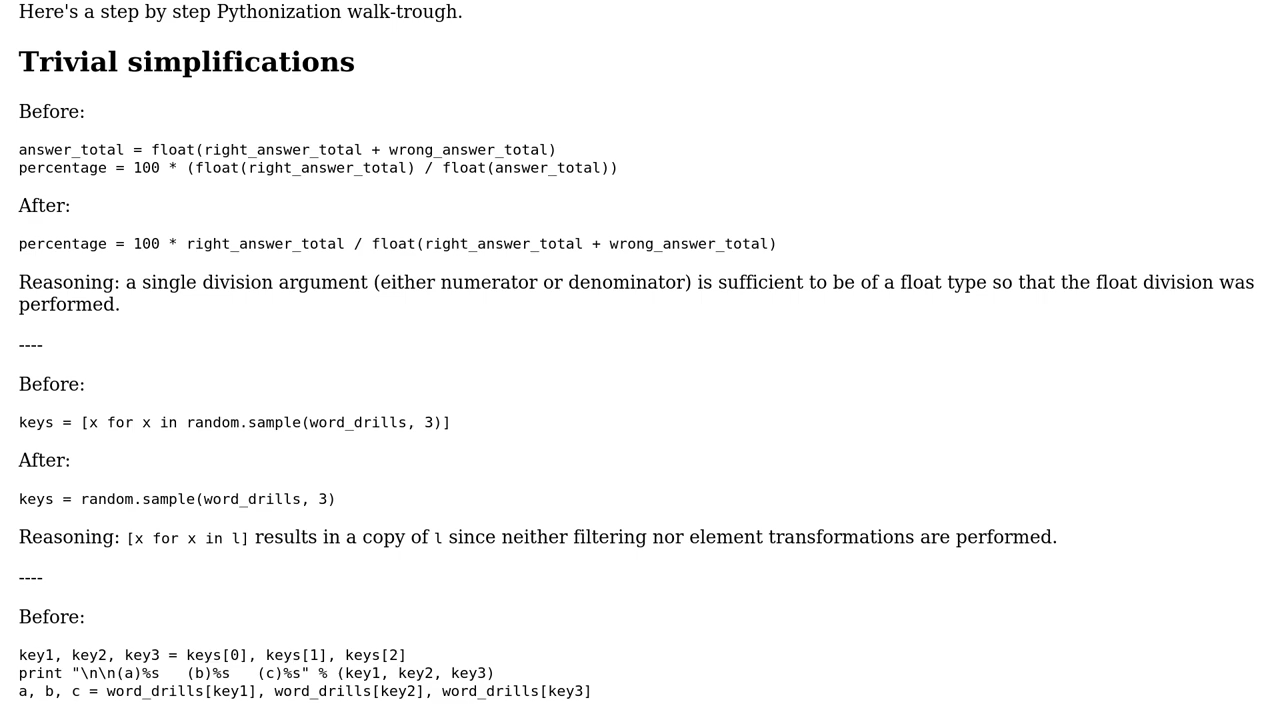 Here's a step by step Pythonization walk-trough.
Trivial simplifications
Before:
answer_total = float(right_answer_total + wrong_answer_total)
percentage = 100 * (float(right_answer_total) / float(answer_total))
After:
percentage = 100 * right_answer_total / float(right_answer_total + wrong_answer_total)
Reasoning: a single division argument (either numerator or denominator) is sufficient to be of a float type so that the float division was
performed.
----
Before:
keys = [x for x in random.sample(word_drills, 3)]
After:
keys = random.sample(word_drills, 3)
Reasoning: [x for x in l] results in a copy of l since neither filtering nor element transformations are performed.
----
Before:
key1, key2, key3 = keys[0], keys[1], keys[2]
print "\n\n(a)%s   (b)%s   (c)%s" % (key1, key2, key3)
a, b, c = word_drills[key1], word_drills[key2], word_drills[key3]